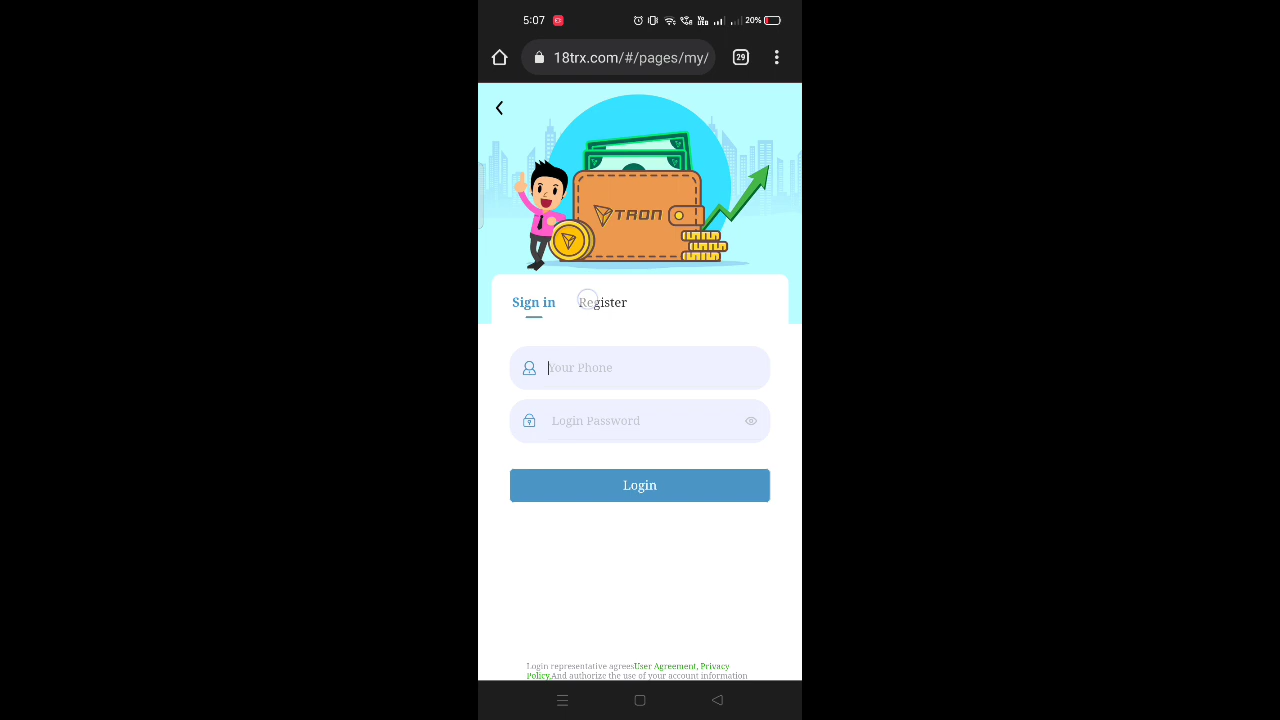 5:07
20%
18trx.com/#/pages/my/
29
TRON
Sign in
Register
Your Phone
Login Password
Login
Login representative agreesUser Agreement, Privacy
Policy,And authorize the use of your account information